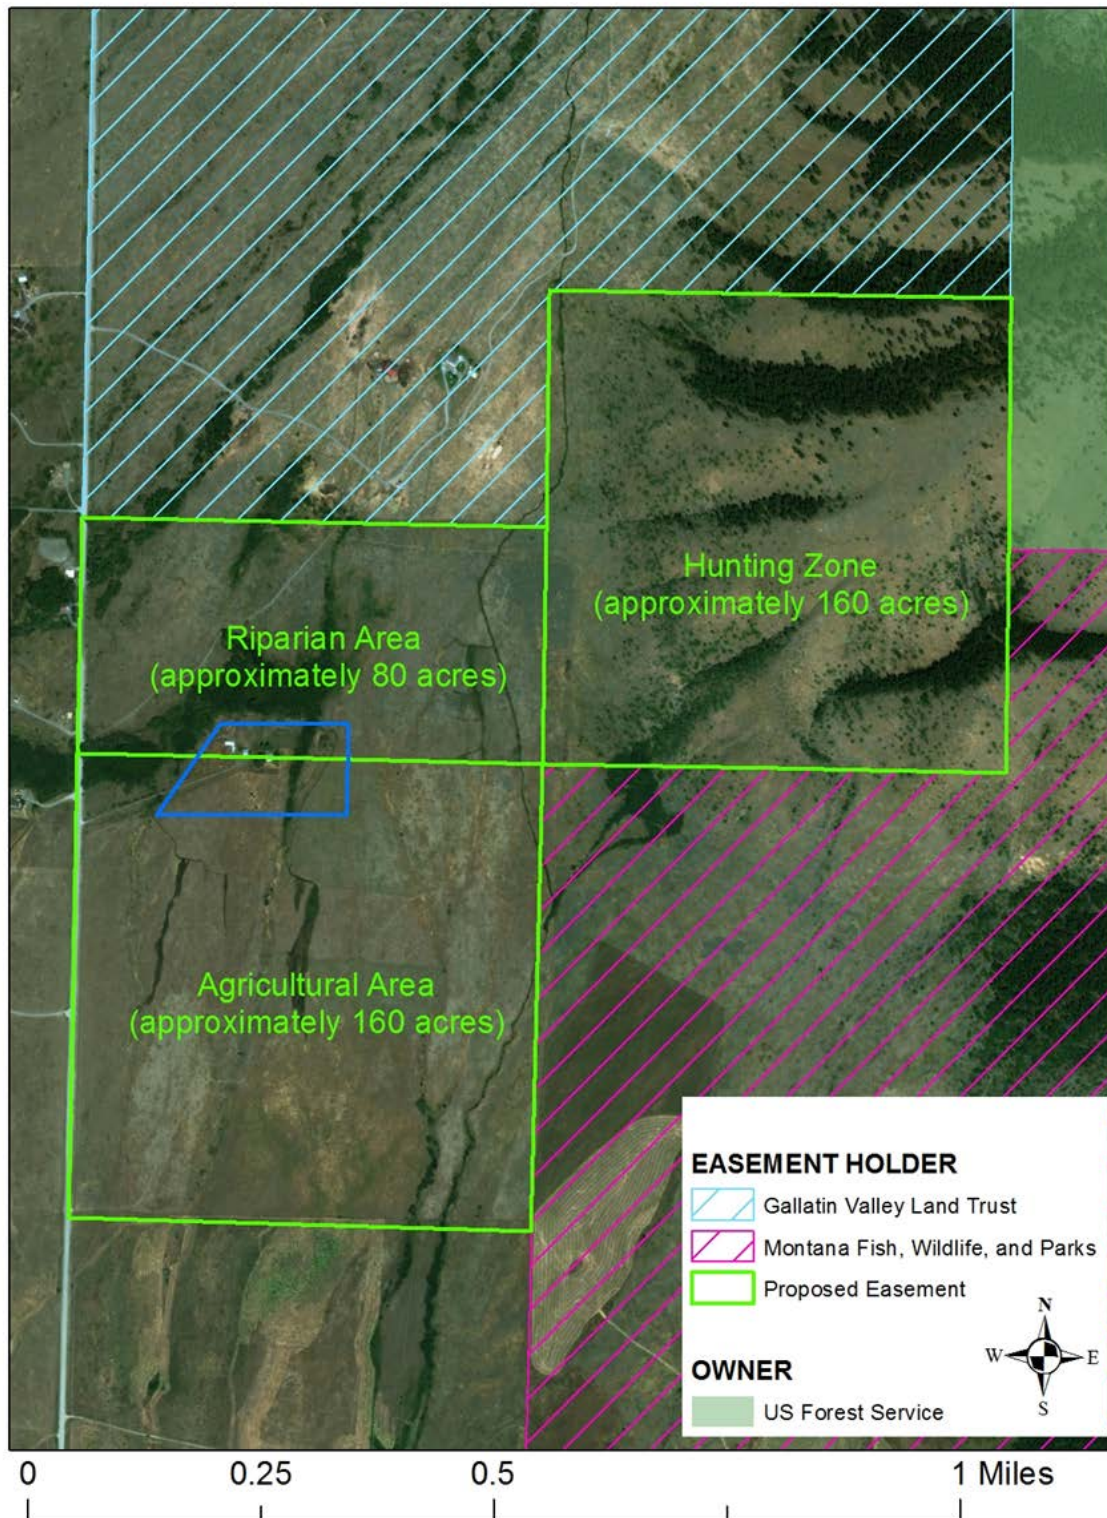 Hunting Zone
(approximately 160 acres)
Riparian Area
(approximately 80 acres)
Agricultural Area
(approximately 160 acres)
EASEMENT HOLDER
Gallatin Valley Land Trust
Montana Fish, Wildlife, and Parks
Proposed Easement
OWNER
US Forest Service
N
W E
S
0 0.25 0.5 1 Miles